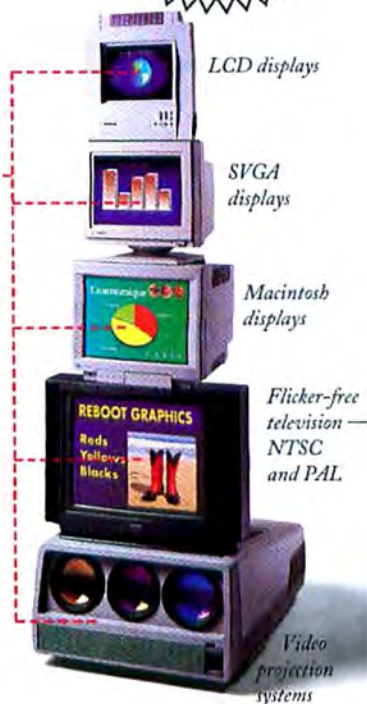 LCD displays
SVGA
displays
Communique
Macintosh
displays
REBOOT GRAPHICS
Reds
Yellows
Blacks
Flicker-free
television —
NTSC
and PAL
Video
projection
systems